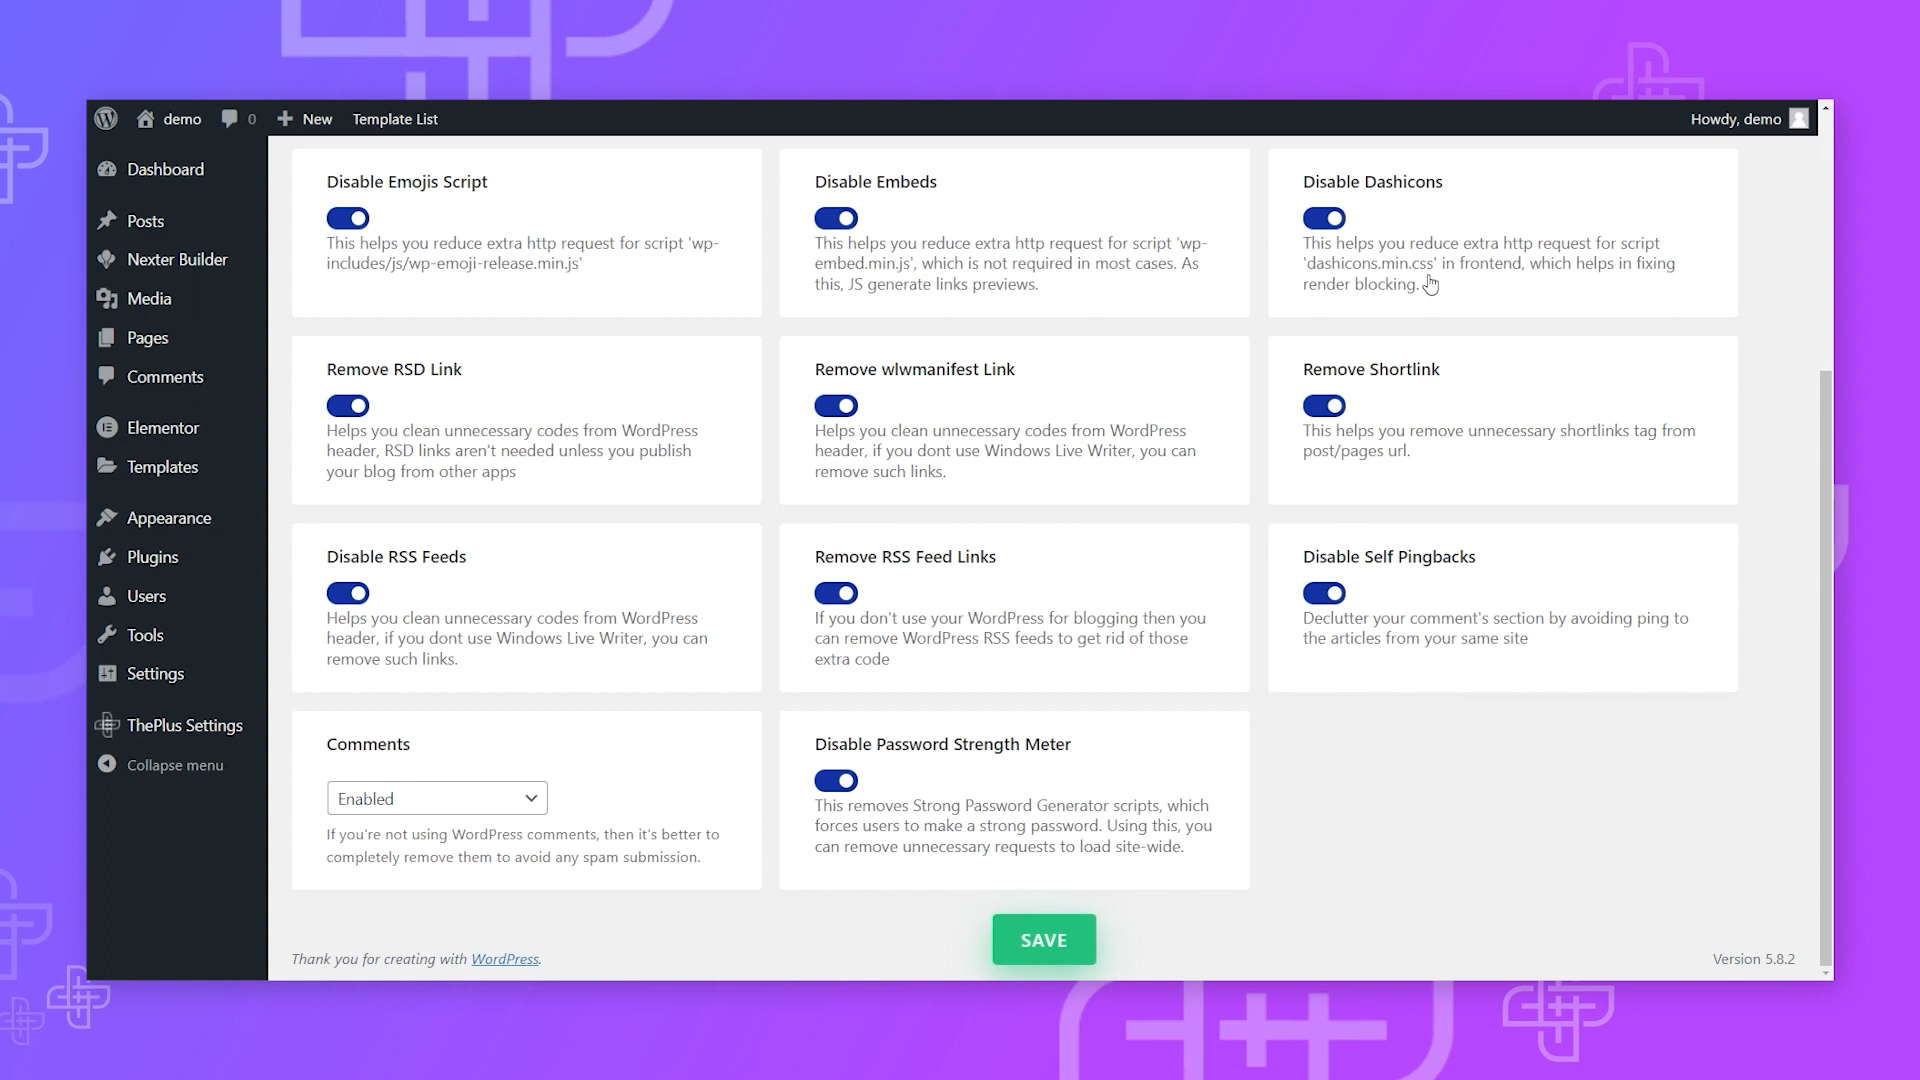 demo
0
New
Template List
Howdy, demo
Dashboard
Posts
Nexter Builder
Media
Pages
Comments
Elementor
Templates
Appearance
Plugins
Users
Tools
Settings
ThePlus Settings
Collapse menu
Disable Emojis Script
This helps you reduce extra http request for script 'wp-
includes/js/wp-emoji-release.min.js'
Disable Embeds
This helps you reduce extra http request for script 'wp-
embed.min.js', which is not required in most cases. As
this, JS generate links previews.
Disable Dashicons
This helps you reduce extra http request for script
'dashicons.min.css' in frontend, which helps in fixing
render blocking.
Remove RSD Link
Helps you clean unnecessary codes from WordPress
header, RSD links aren't needed unless you publish
your blog from other apps
Remove wlwmanifest Link
Helps you clean unnecessary codes from WordPress
header, if you dont use Windows Live Writer, you can
remove such links.
Remove Shortlink
This helps you remove unnecessary shortlinks tag from
post/pages url.
Disable RSS Feeds
Helps you clean unnecessary codes from WordPress
header, if you dont use Windows Live Writer, you can
remove such links.
Remove RSS Feed Links
If you don't use your WordPress for blogging then you
can remove WordPress RSS feeds to get rid of those
extra code
Disable Self Pingbacks
Declutter your comment's section by avoiding ping to
the articles from your same site
Comments
Enabled
If you're not using WordPress comments, then it's better to
completely remove them to avoid any spam submission.
Disable Password Strength Meter
This removes Strong Password Generator scripts, which
forces users to make a strong password. Using this, you
can remove unnecessary requests to load site-wide.
SAVE
Thank you for creating with WordPress.
Version 5.8.2